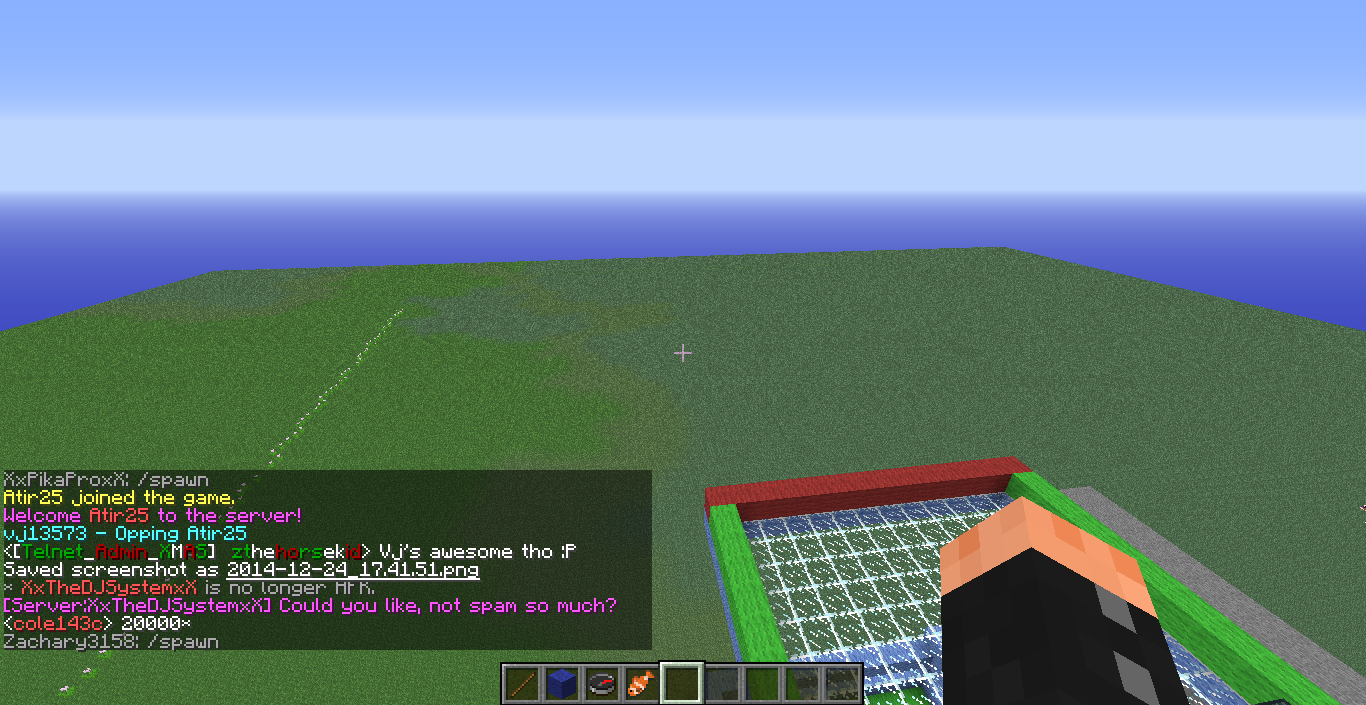 XxPikaProxX: /spawn
Atir25 joined the game.
Welcome Atir25 to the server!
vj13573 - Opping Atir25
<[Telnet_Admin_XMAS] zthehorsekid> Vj's awesome tho :P
Saved screenshot as 2014-12-24_17.41.51.png
* XxTheDJSystemxX is no longer AFK.
[Server:XxTheDJSystemxX] Could you like, not spam so much?
<cole143c> 20000*
Zachary3158: /spawn